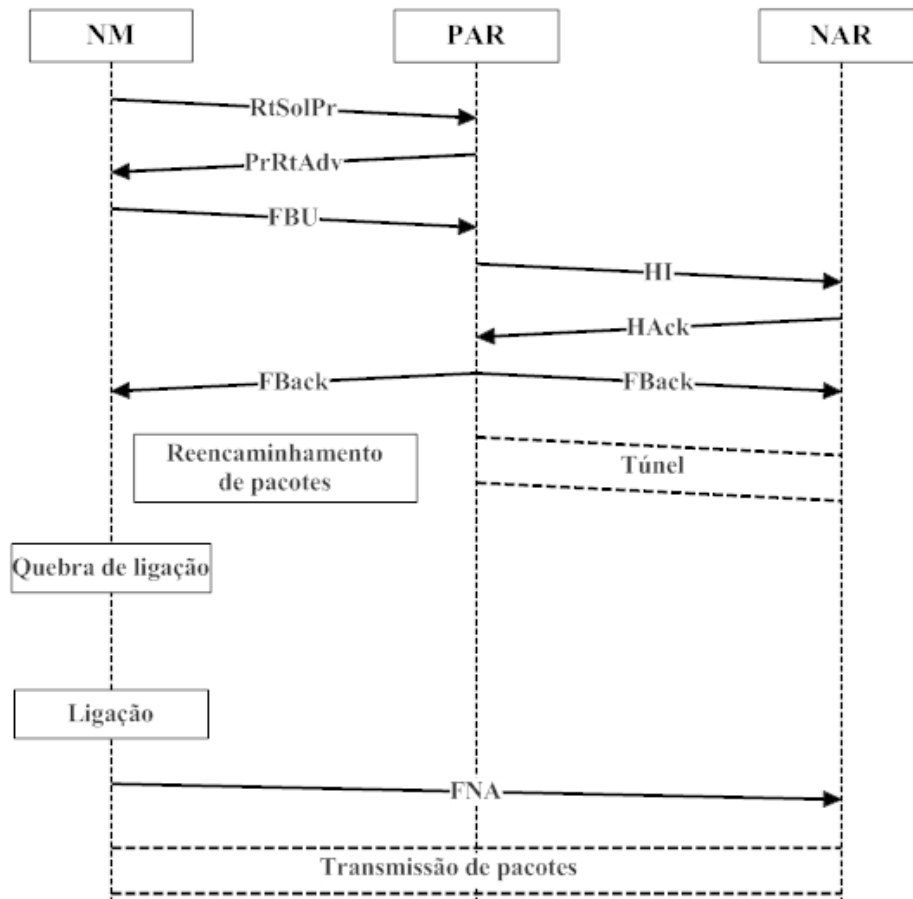 NM
PAR
NAR
RtSolPr
PrRtAdv
FBU
HI
HAck
FBack
FBack
Reencaminhamento
de pacotes
Túnel
Quebra de ligação
Ligação
FNA
Transmissão de pacotes